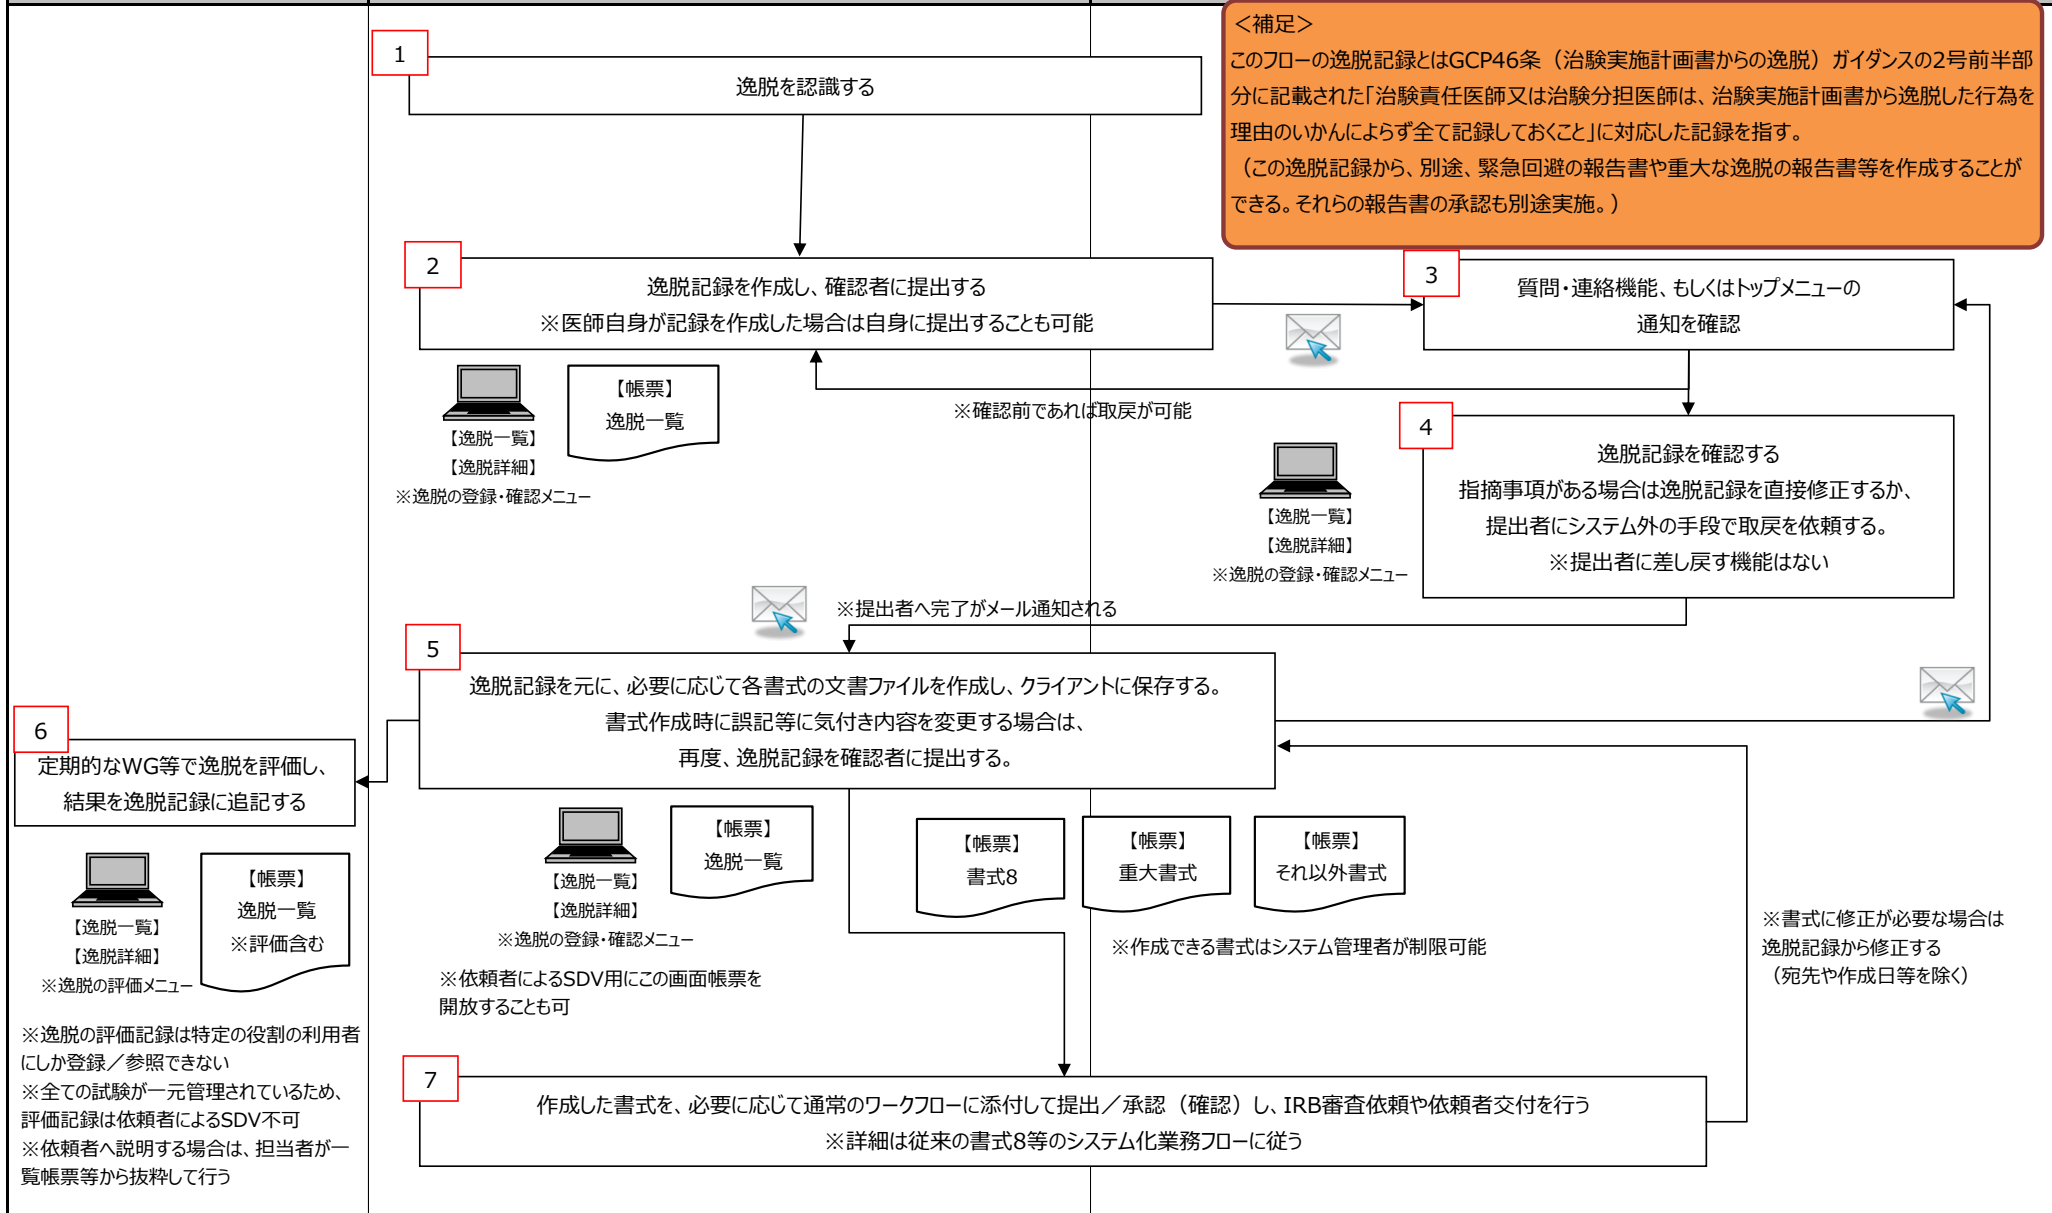 ＜補足＞
このフローの逸脱記録とはGCP46条（治験実施計画書からの逸脱）ガイダンスの2号前半部
分に記載された「治験責任医師又は治験分担医師は、治験実施計画書から逸脱した行為を
理由のいかんによらず全て記録しておくこと」に対応した記録を指す。
（この逸脱記録から、別途、緊急回避の報告書や重大な逸脱の報告書等を作成することが
できる。それらの報告書の承認も別途実施。）
1
逸脱を認識する
2
逸脱記録を作成し、確認者に提出する
※医師自身が記録を作成した場合は自身に提出することも可能
3
質問・連絡機能、もしくはトップメニューの
通知を確認
【逸脱一覧】
【逸脱詳細】
※逸脱の登録・確認メニュー
【帳票】
逸脱一覧
※確認前であれば取戻が可能
4
逸脱記録を確認する
指摘事項がある場合は逸脱記録を直接修正するか、
提出者にシステム外の手段で取戻を依頼する。
※提出者に差し戻す機能はない
【逸脱一覧】
【逸脱詳細】
※逸脱の登録・確認メニュー
※提出者へ完了がメール通知される
5
逸脱記録を元に、必要に応じて各書式の文書ファイルを作成し、クライアントに保存する。
書式作成時に誤記等に気付き内容を変更する場合は、
再度、逸脱記録を確認者に提出する。
6
定期的なWG等で逸脱を評価し、
結果を逸脱記録に追記する
【逸脱一覧】
【逸脱詳細】
※逸脱の評価メニュー
【帳票】
逸脱一覧
※評価含む
※逸脱の評価記録は特定の役割の利用者
にしか登録／参照できない
※全ての試験が一元管理されているため、
評価記録は依頼者によるSDV不可
※依頼者へ説明する場合は、担当者が一
覧帳票等から抜粋して行う
【逸脱一覧】
【逸脱詳細】
※逸脱の登録・確認メニュー
【帳票】
逸脱一覧
※依頼者によるSDV用にこの画面帳票を
開放することも可
【帳票】
書式8
【帳票】
重大書式
【帳票】
それ以外書式
※作成できる書式はシステム管理者が制限可能
※書式に修正が必要な場合は
逸脱記録から修正する
（宛先や作成日等を除く）
7
作成した書式を、必要に応じて通常のワークフローに添付して提出／承認（確認）し、IRB審査依頼や依頼者交付を行う
※詳細は従来の書式8等のシステム化業務フローに従う